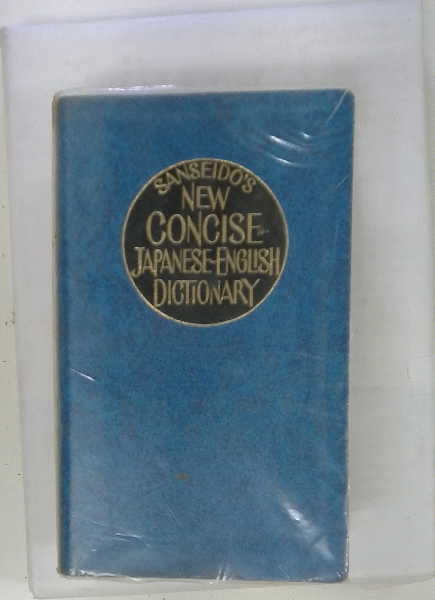 SANSEIDO'S
NEW
CONCISE
JAPANESE-ENGLISH
DICTIONARY